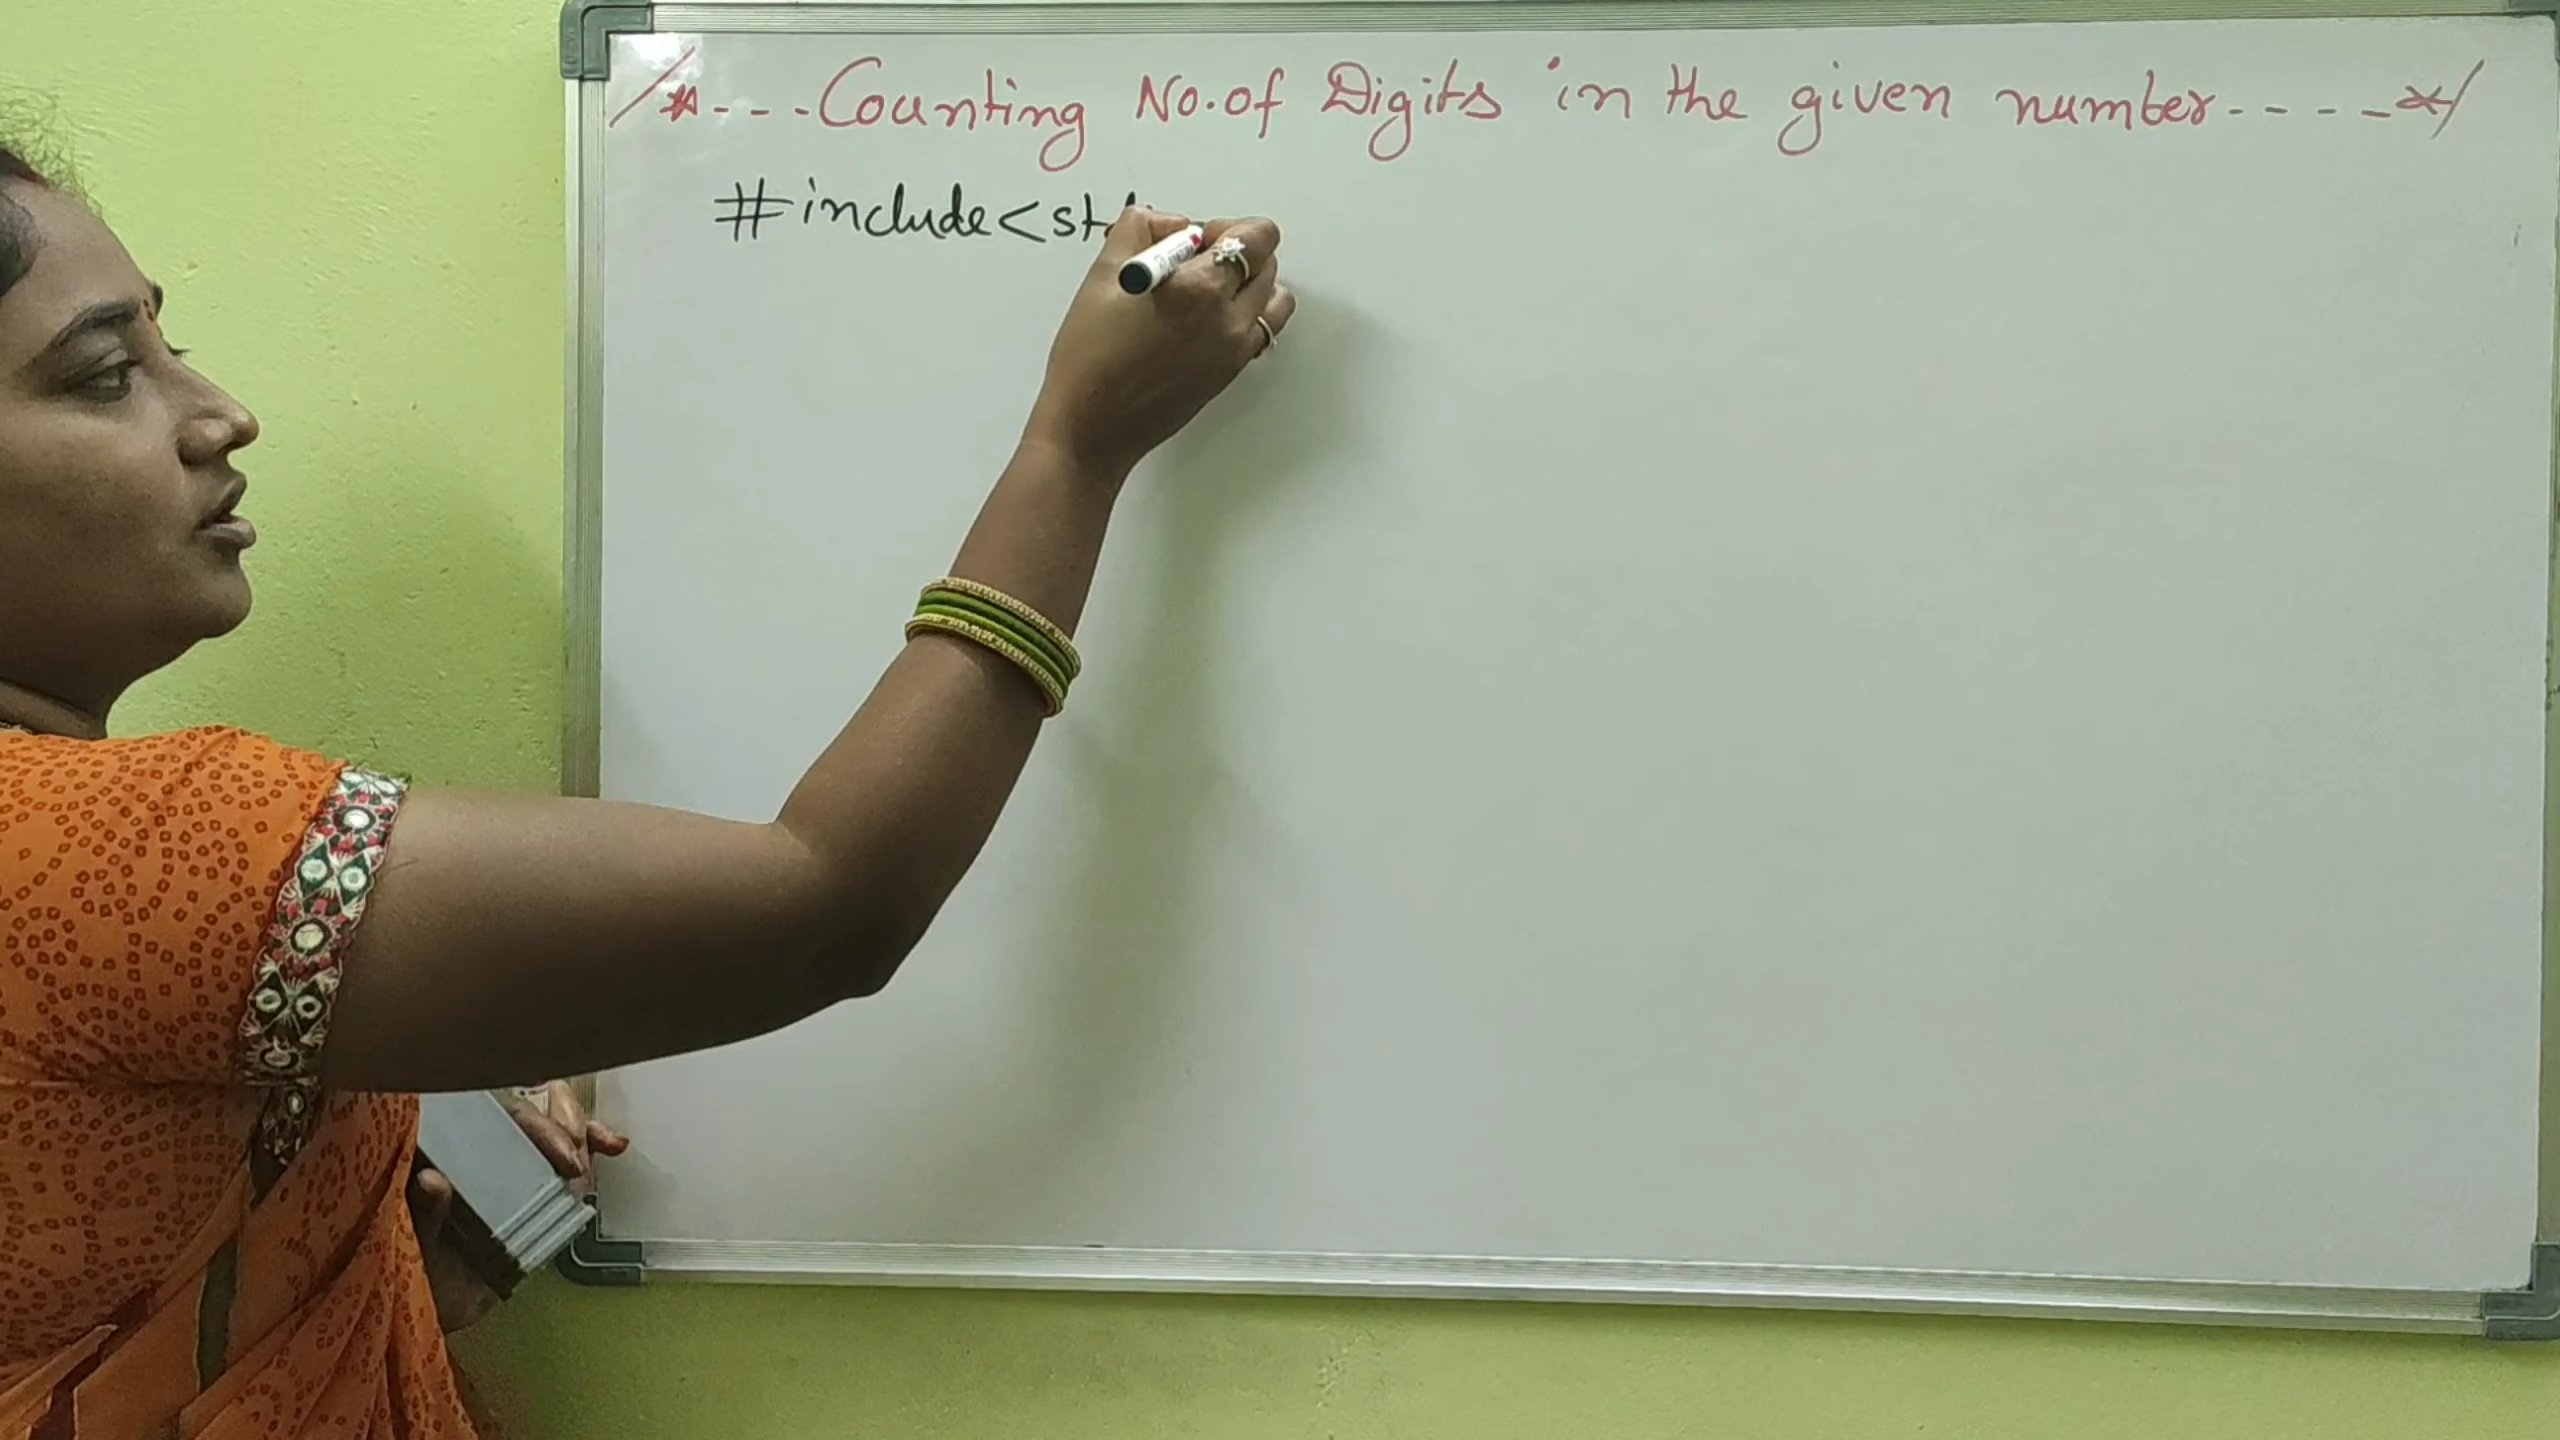 /*---Counting No.of Digits in the given number----*/
#include<st